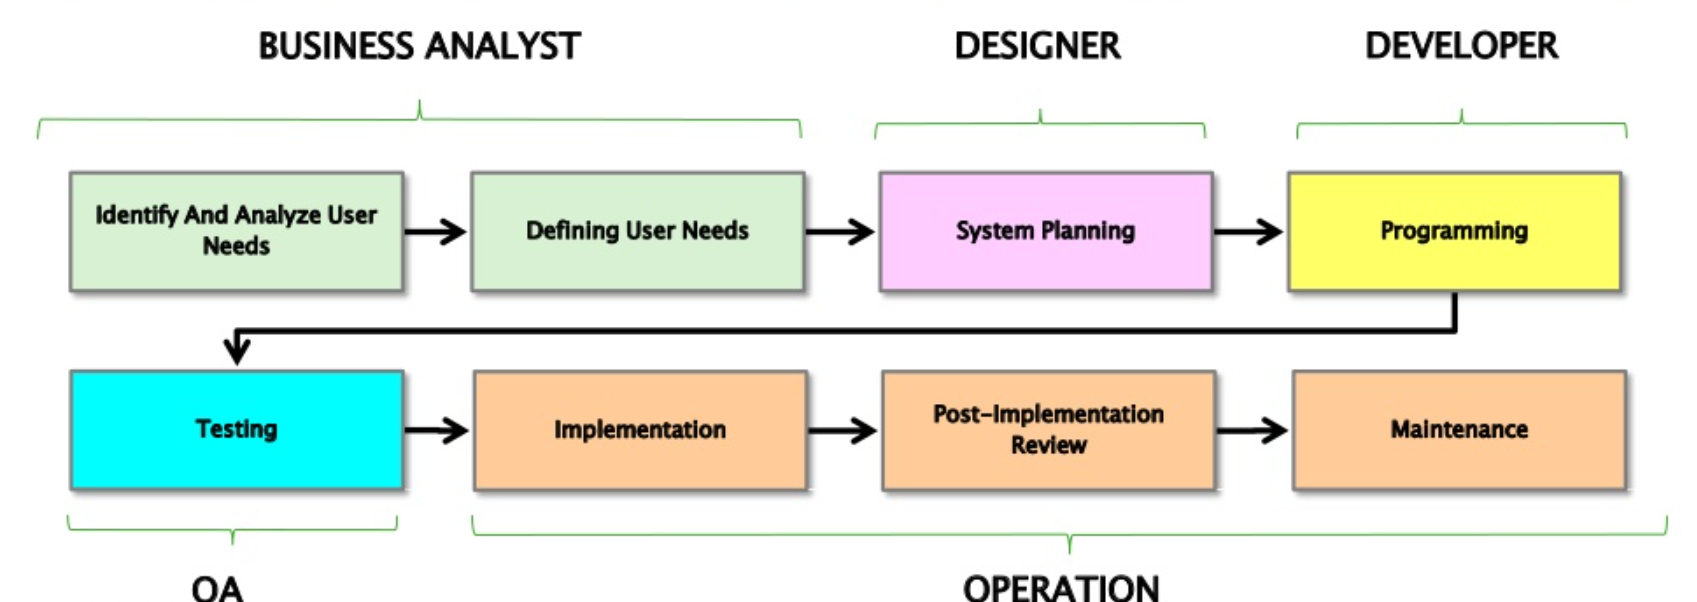 BUSINESS ANALYST
DESIGNER
DEVELOPER
Identify And Analyze User
Needs
Defining User Needs
System Planning
Programming
Testing
Implementation
Post-Implementation
Review
Maintenance
QA
OPERATION